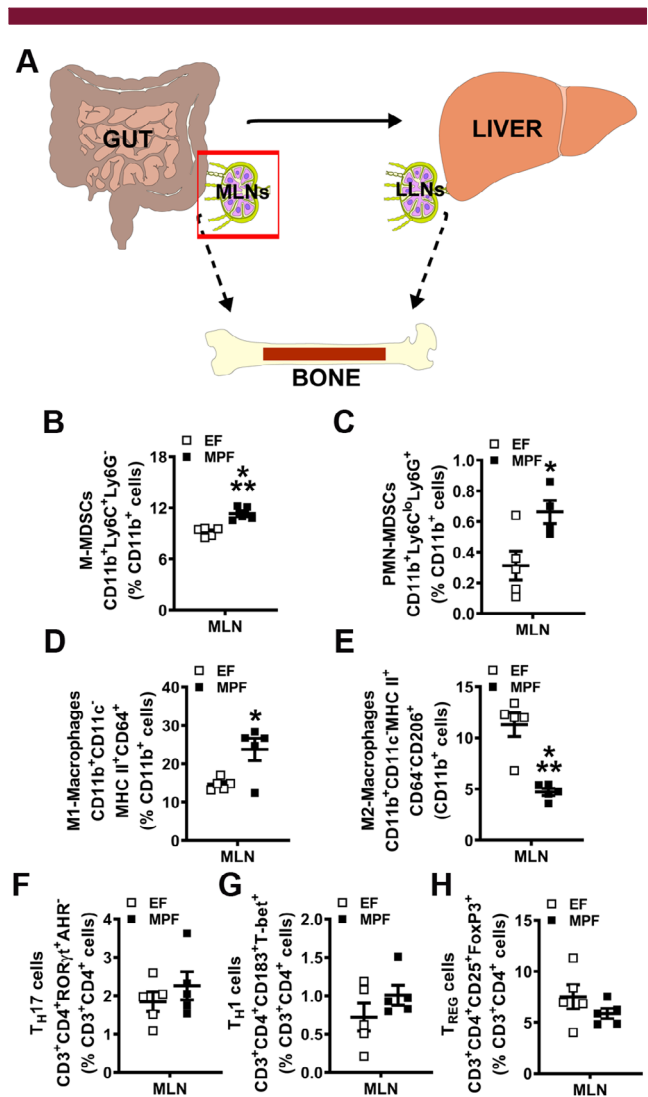 A
GUT
LIVER
MLNs
LLNs
BONE
B
EF
MPF
M-MDSCs
CD11b⁺Ly6C⁺Ly6G⁻
(% CD11b⁺ cells)
18
12
6
0
*
**
MLN
C
EF
MPF
PMN-MDSCs
CD11b⁺Ly6C^loLy6G⁺
(% CD11b⁺ cells)
1.0
0.8
0.6
0.4
0.2
0.0
*
MLN
D
EF
MPF
M1-Macrophages
CD11b⁺CD11c⁻
MHC II⁺CD64⁺
(% CD11b⁺ cells)
40
30
20
10
0
*
MLN
E
EF
MPF
M2-Macrophages
CD11b⁺CD11c⁻MHC II⁺
CD64⁻CD206⁺
(CD11b⁺ cells)
15
10
5
0
*
**
MLN
F
EF
MPF
T_H17 cells
CD3⁺CD4⁺RORγt⁺AHR⁻
(% CD3⁺CD4⁺ cells)
4
3
2
1
0
MLN
G
EF
MPF
T_H1 cells
CD3⁺CD4⁺CD183⁺T-bet⁺
(% CD3⁺CD4⁺ cells)
2.0
1.5
1.0
0.5
0.0
MLN
H
EF
MPF
T_REG cells
CD3⁺CD4⁺CD25⁺FoxP3⁺
(% CD3⁺CD4⁺ cells)
15
10
5
0
MLN